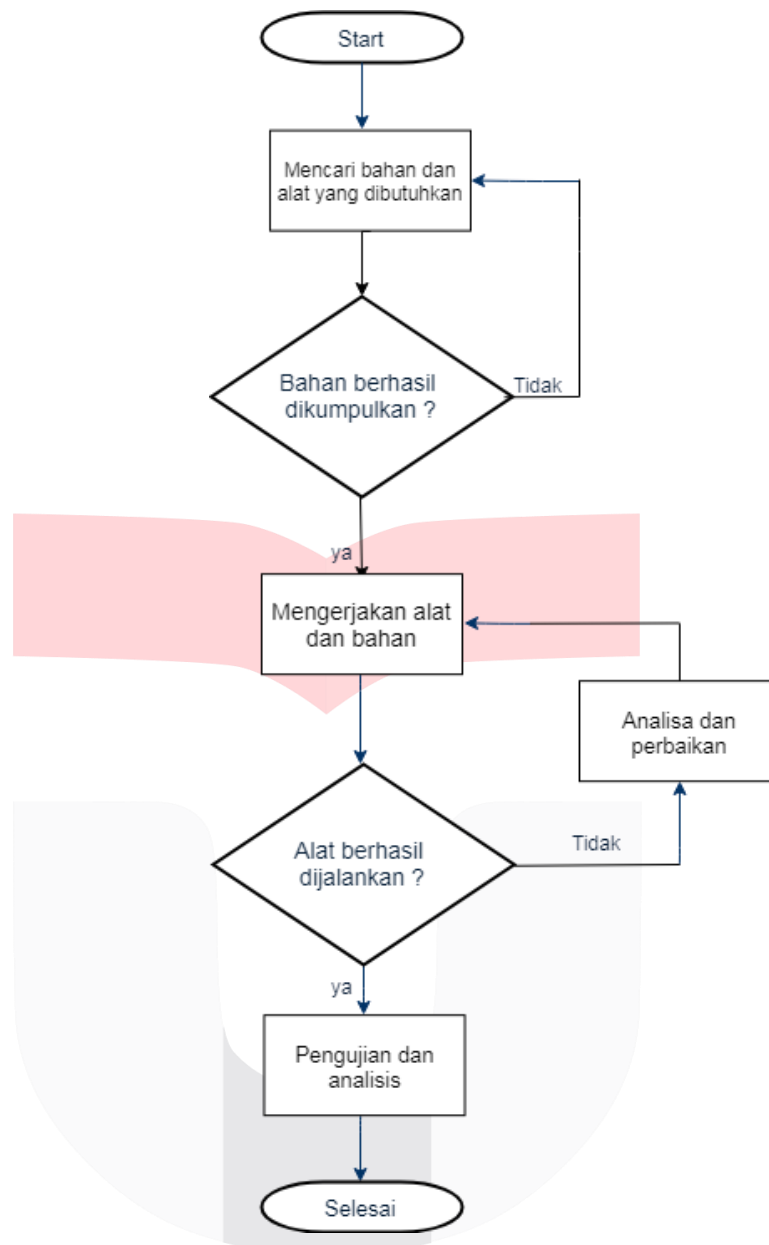 Start
Mencari bahan dan
alat yang dibutuhkan
Bahan berhasil
dikumpulkan ?
Tidak
ya
Mengerjakan alat
dan bahan
Analisa dan
perbaikan
Alat berhasil
dijalankan ?
Tidak
ya
Pengujian dan
analisis
Selesai